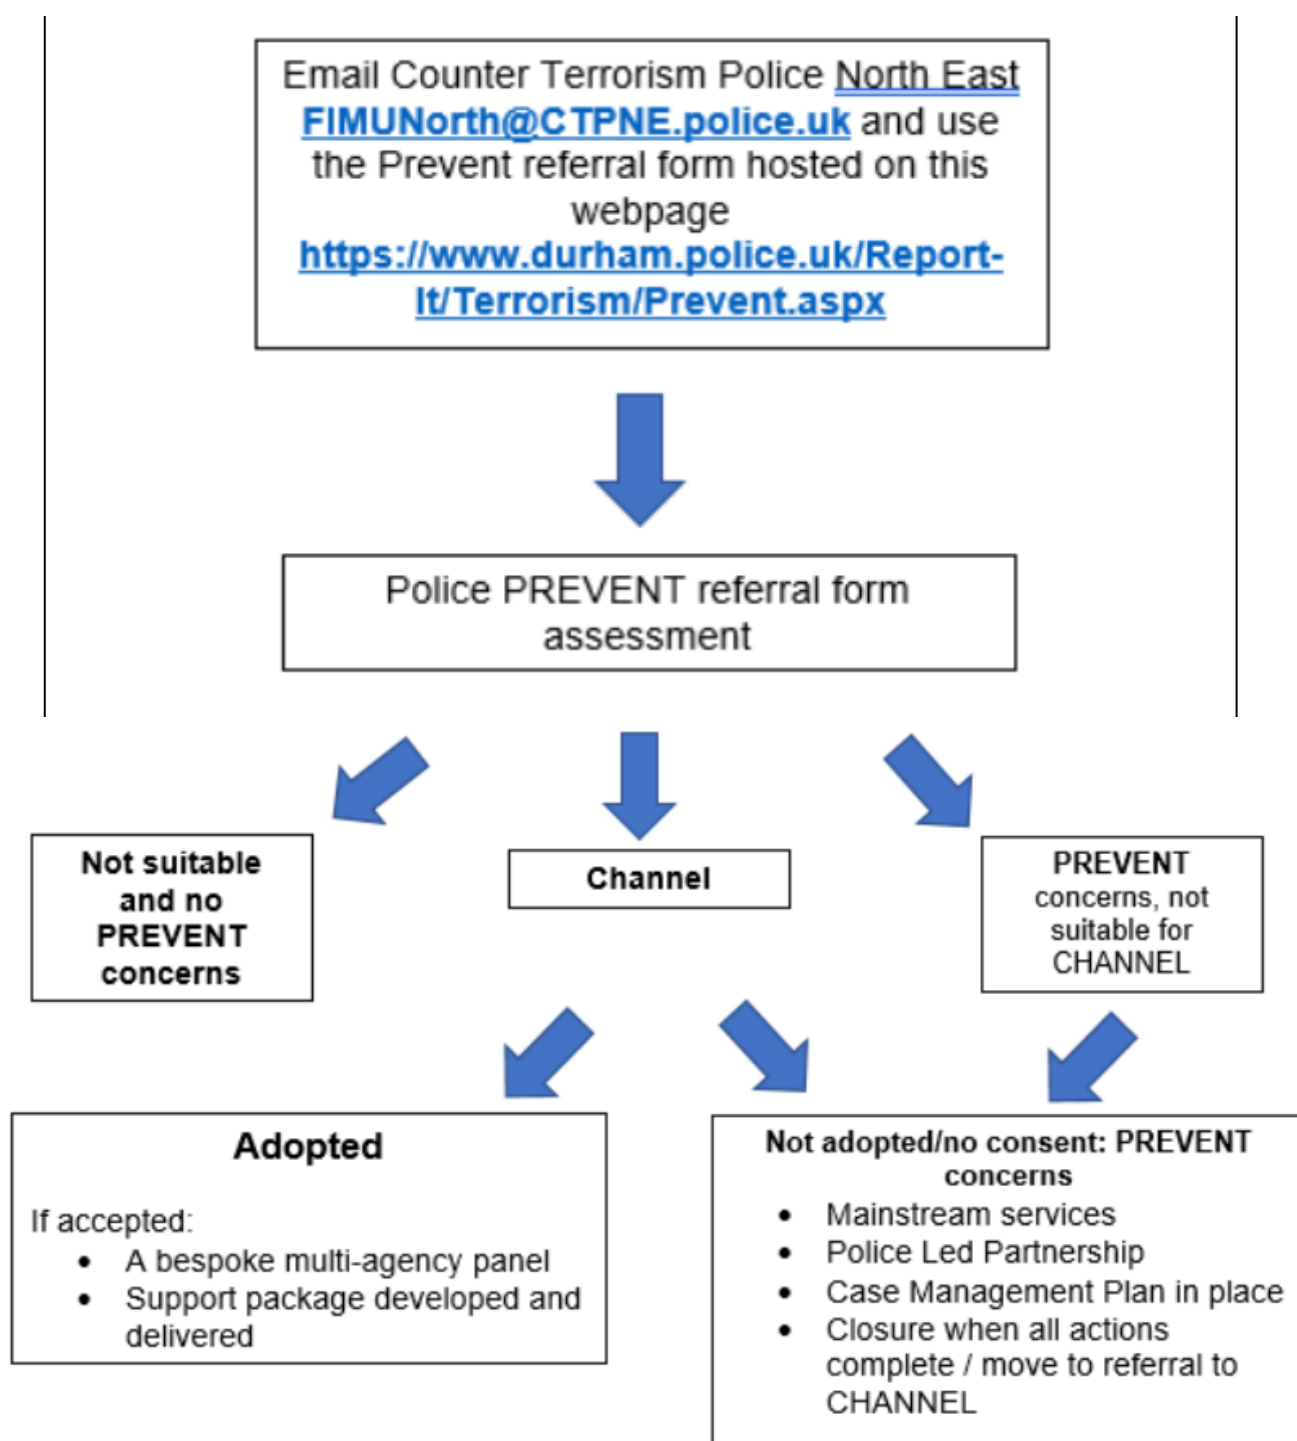 Email Counter Terrorism Police North East
FIMUNorth@CTPNE.police.uk and use
the Prevent referral form hosted on this
webpage
https://www.durham.police.uk/Report-
It/Terrorism/Prevent.aspx
Police PREVENT referral form
assessment
Not suitable
and no
PREVENT
concerns
Channel
PREVENT
concerns, not
suitable for
CHANNEL
Adopted
If accepted:
• A bespoke multi-agency panel
• Support package developed and
delivered
Not adopted/no consent: PREVENT
concerns
• Mainstream services
• Police Led Partnership
• Case Management Plan in place
• Closure when all actions
complete / move to referral to
CHANNEL